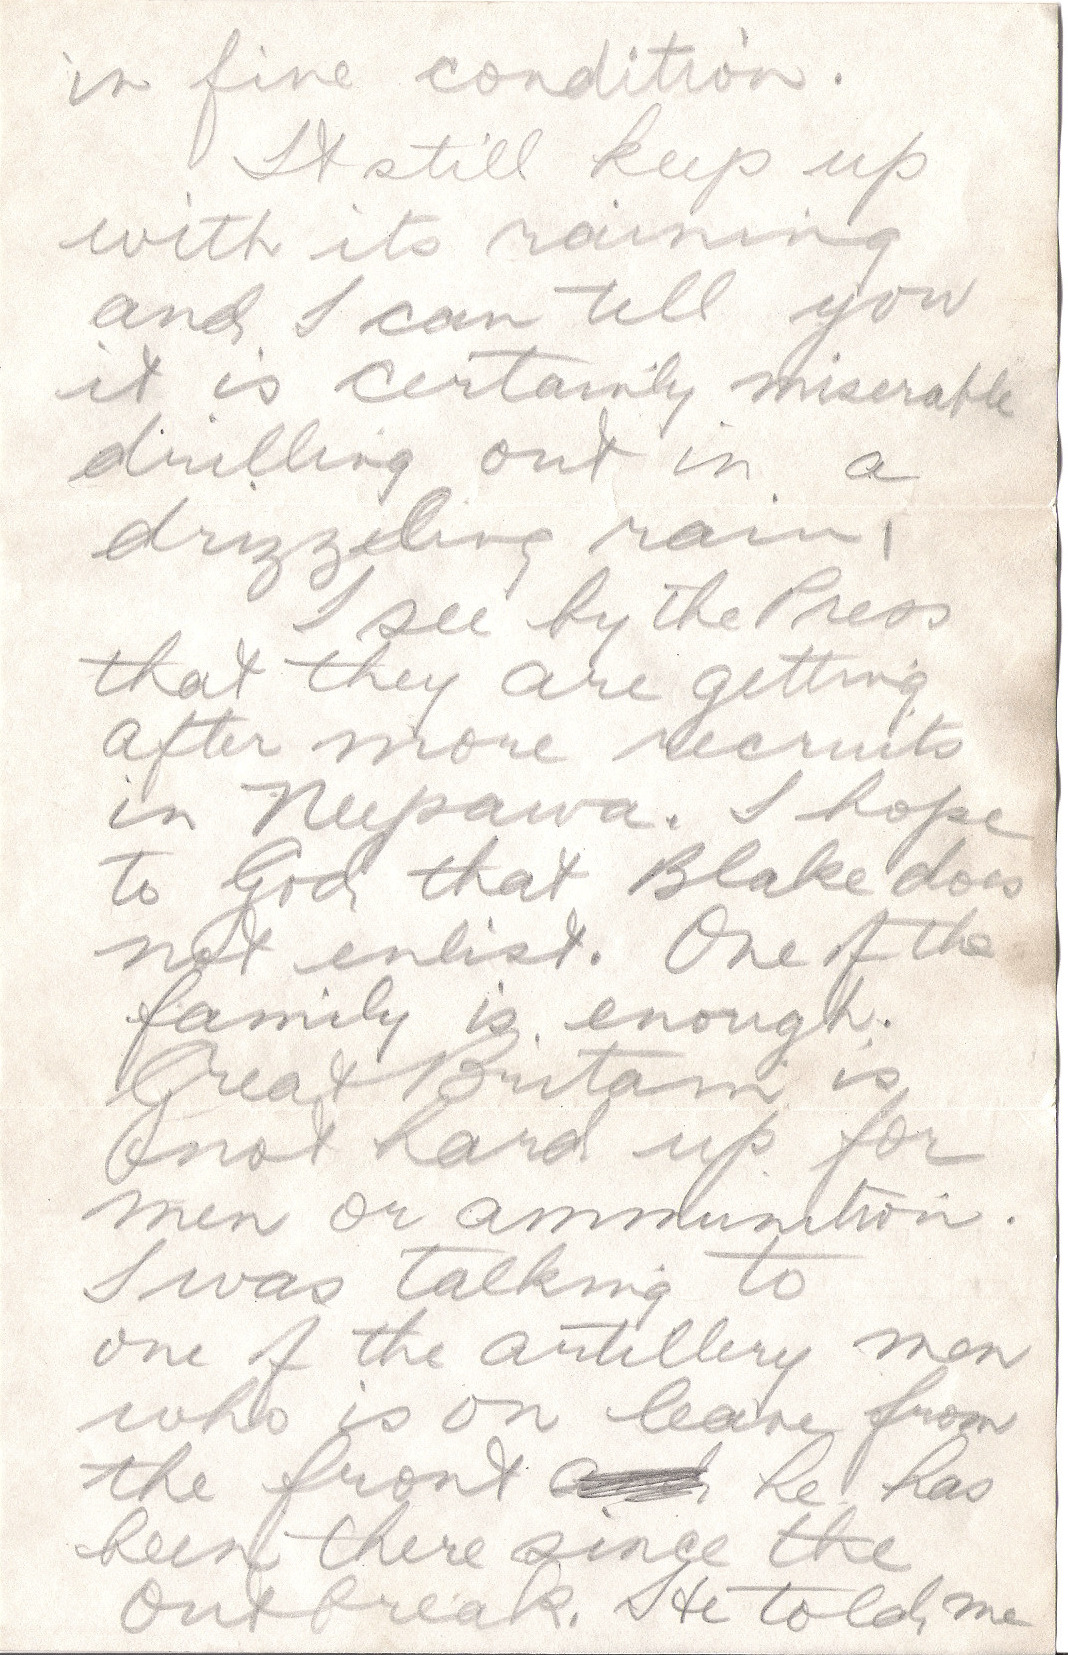 in fine condition.
It still keep up
with its raining
and I can tell you
it is certainly miserable
drilling out in a
drizzeling rain,
I see by the Press
that they are getting
after more recruits
in Neepawa. I hope
to God that Blake does
not enlist. One of the
family is enough.
Great Britain is
not hard up for
men or ammunition.
I was talking to
one of the artillery men
who is on leave from
the front he has
been there since the
outbreak. He told me